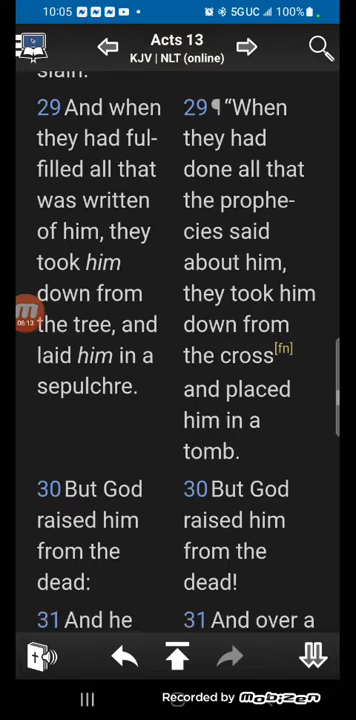 10:05
5GUC
100%
Acts 13
KJV | NLT (online)
slain.
29 And when
they had ful-
filled all that
was written
of him, they
took him
down from
the tree, and
laid him in a
sepulchre.
29 ¶ “When
they had
done all that
the prophe-
cies said
about him,
they took him
down from
the cross[fn]
and placed
him in a
tomb.
30 But God
raised him
from the
dead:
30 But God
raised him
from the
dead!
31 And he
31 And over a
06:13
Recorded by mobizen